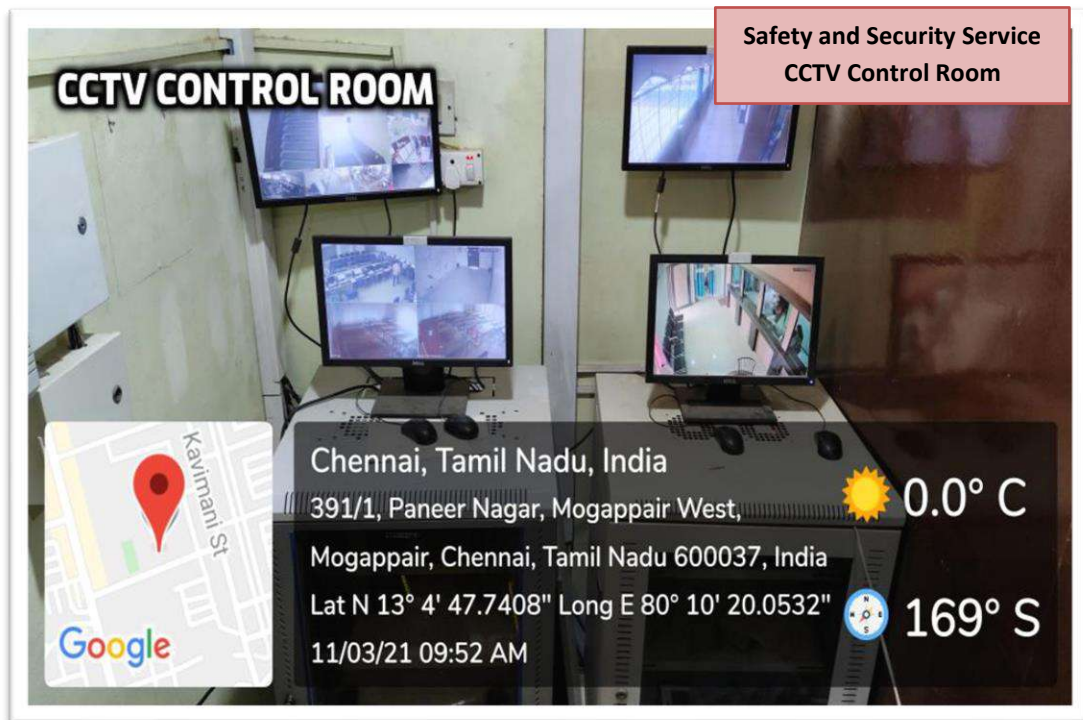 Safety and Security Service
CCTV Control Room
CCTV CONTROL ROOM
Kavimani St
Google
Chennai, Tamil Nadu, India
391/1, Paneer Nagar, Mogappair West,
Mogappair, Chennai, Tamil Nadu 600037, India
Lat N 13° 4' 47.7408" Long E 80° 10' 20.0532"
11/03/21 09:52 AM
0.0° C
169° S